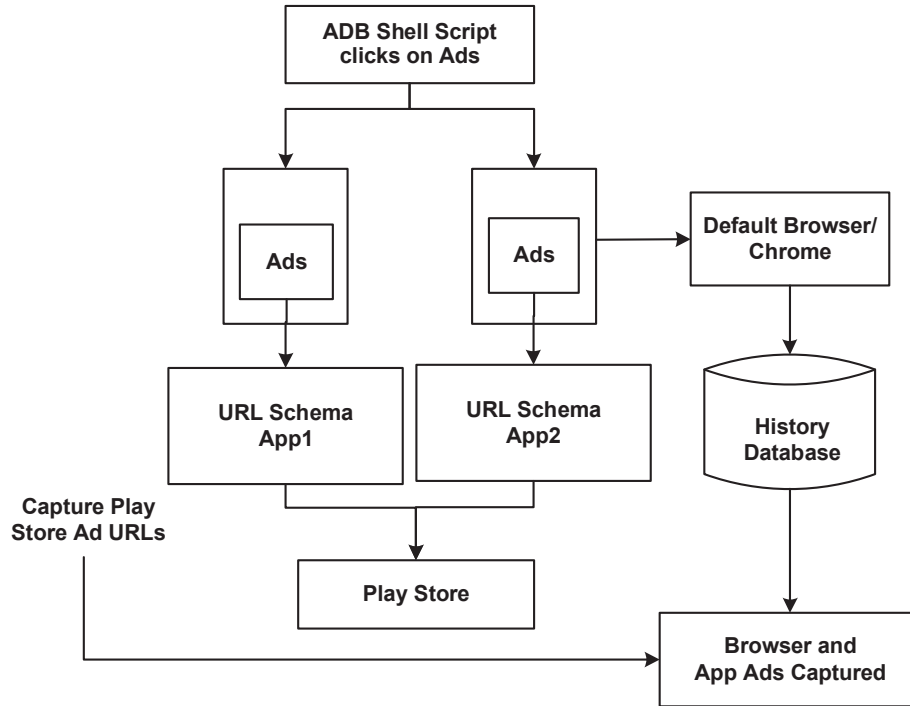 ADB Shell Script
clicks on Ads
Ads
Ads
Default Browser/
Chrome
URL Schema
App1
URL Schema
App2
History
Database
Capture Play
Store Ad URLs
Play Store
Browser and
App Ads Captured